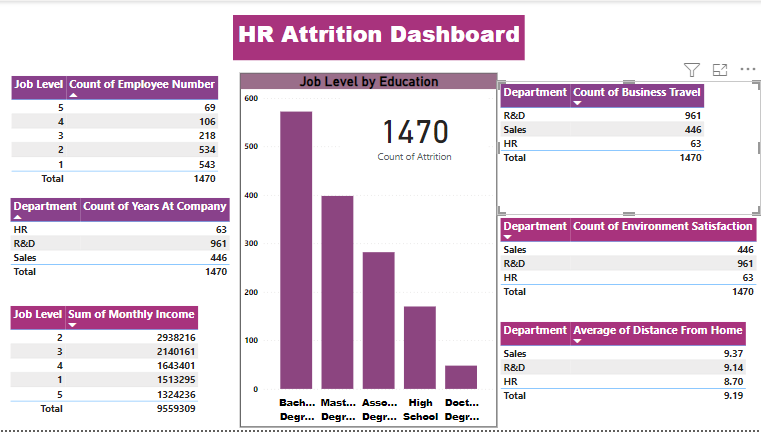 HR Attrition Dashboard
Job Level Count of Employee Number
5 69
4 106
3 218
2 534
1 543
Total 1470
Department Count of Years At Company
HR 63
R&D 961
Sales 446
Total 1470
Job Level Sum of Monthly Income
2 2938216
3 2140161
4 1643401
1 1513295
5 1324236
Total 9559309
Job Level by Education
600
500
400
300
200
100
0
1470
Count of Attrition
Bach... Mast... Asso... High Doct...
Degr... Degr... Degr... School Degr...
Department Count of Business Travel
R&D 961
Sales 446
HR 63
Total 1470
Department Count of Environment Satisfaction
Sales 446
R&D 961
HR 63
Total 1470
Department Average of Distance From Home
Sales 9.37
R&D 9.14
HR 8.70
Total 9.19